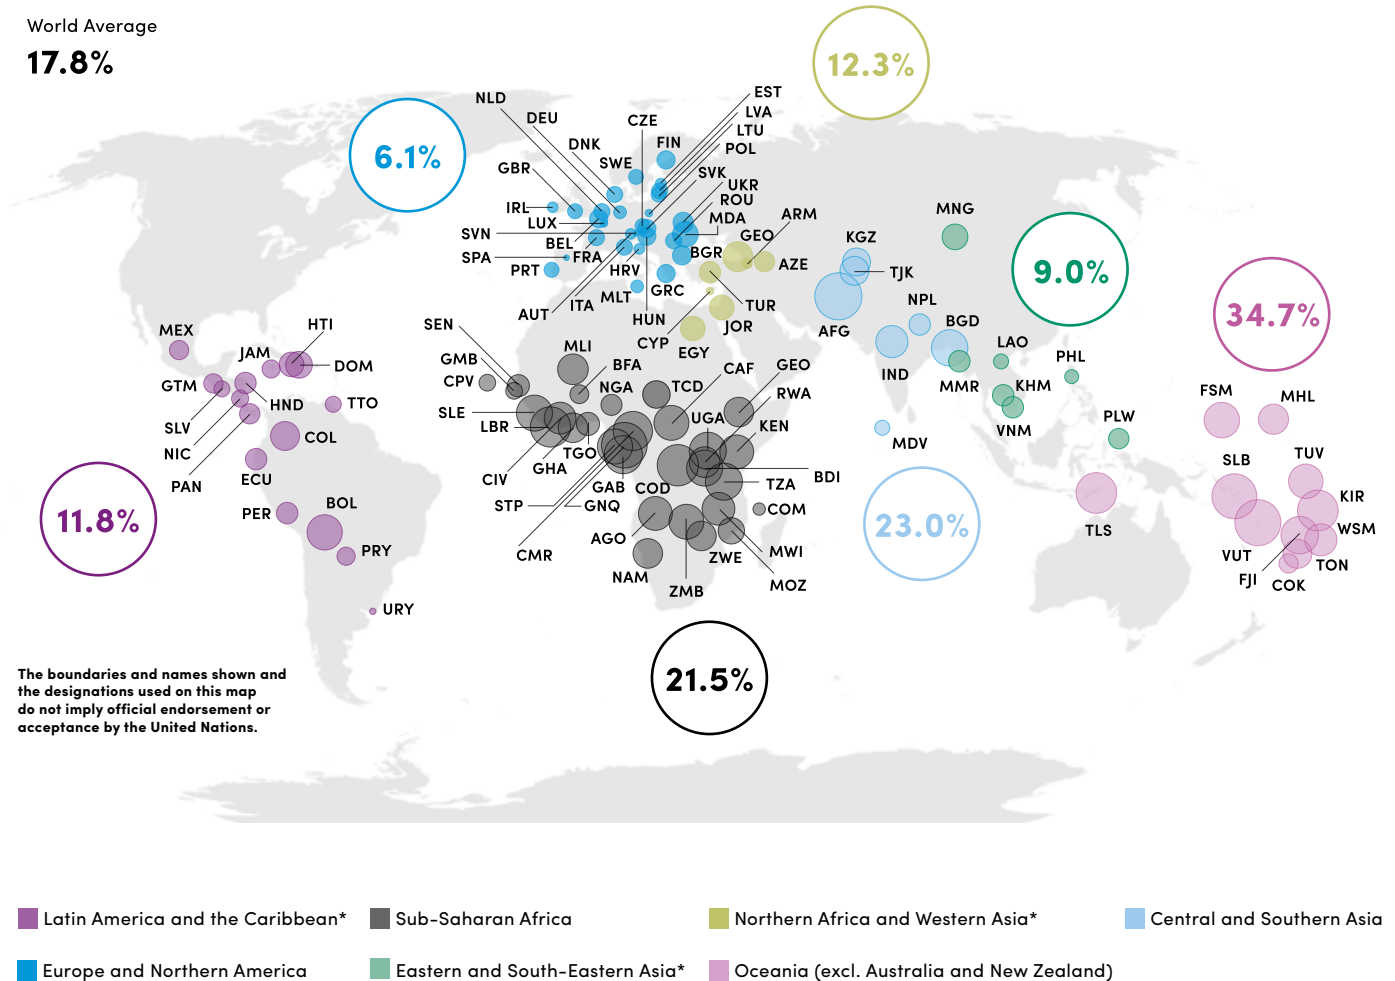 World Average
17.8%
12.3%
6.1%
NLD
DEU
DNK
GBR
SWE
CZE
FIN
EST
LVA
LTU
POL
SVK
UKR
ROU
MDA
IRL
LUX
SVN
BEL
SPA
FRA
PRT
HRV
ITA
AUT
MLT
GRC
HUN
BGR
GEO
ARM
AZE
TUR
JOR
CYP
EGY
KGZ
TJK
AFG
NPL
BGD
IND
MDV
MNG
9.0%
LAO
PHL
MMR
KHM
VNM
PLW
34.7%
FSM
MHL
SLB
TUV
KIR
WSM
TON
VUT
FJI
COK
TLS
MEX
HTI
JAM
DOM
GTM
HND
TTO
SLV
NIC
PAN
COL
ECU
PER
BOL
PRY
URY
11.8%
SEN
GMB
CPV
MLI
BFA
NGA
TCD
CAF
GEO
RWA
UGA
KEN
SLE
LBR
CIV
GHA
TGO
GAB
GNQ
STP
CMR
COD
BDI
TZA
COM
AGO
NAM
ZMB
ZWE
MWI
MOZ
23.0%
21.5%
The boundaries and names shown and
the designations used on this map
do not imply official endorsement or
acceptance by the United Nations.
Latin America and the Caribbean*
Sub-Saharan Africa
Northern Africa and Western Asia*
Central and Southern Asia
Europe and Northern America
Eastern and South-Eastern Asia*
Oceania (excl. Australia and New Zealand)